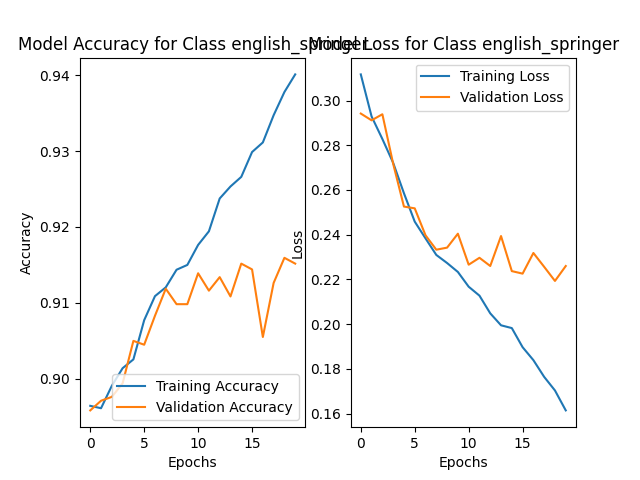 Model Accuracy for Class english_springer
Model Loss for Class english_springer
Accuracy
0.94
0.93
0.92
0.91
0.90
Training Accuracy
Validation Accuracy
0 5 10 15
Epochs
Loss
0.30
0.28
0.26
0.24
0.22
0.20
0.18
0.16
Training Loss
Validation Loss
0 5 10 15
Epochs